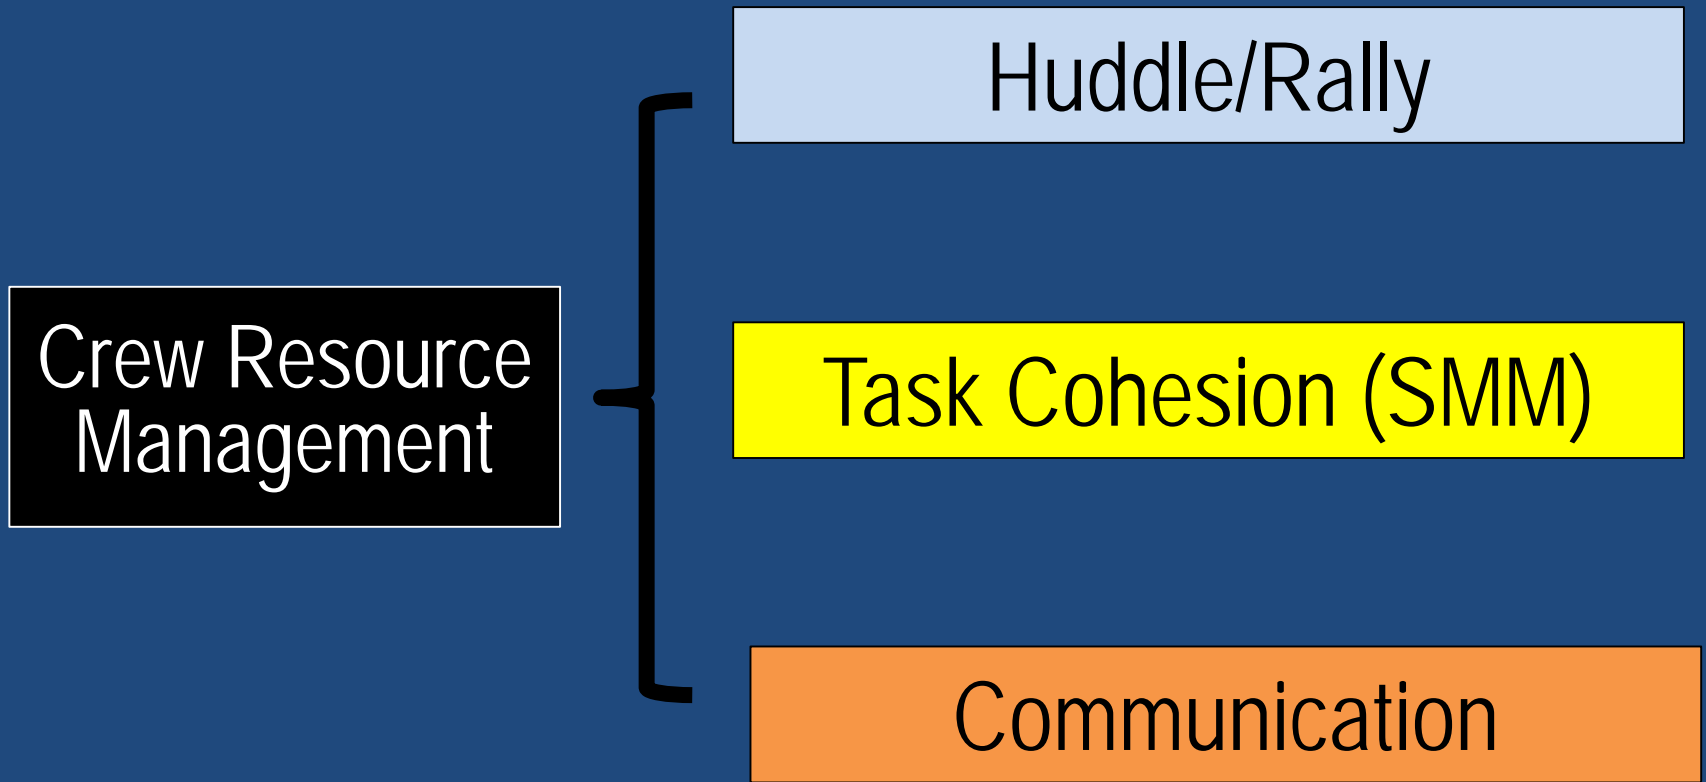 Huddle/Rally
Crew Resource
Management
Task Cohesion (SMM)
Communication